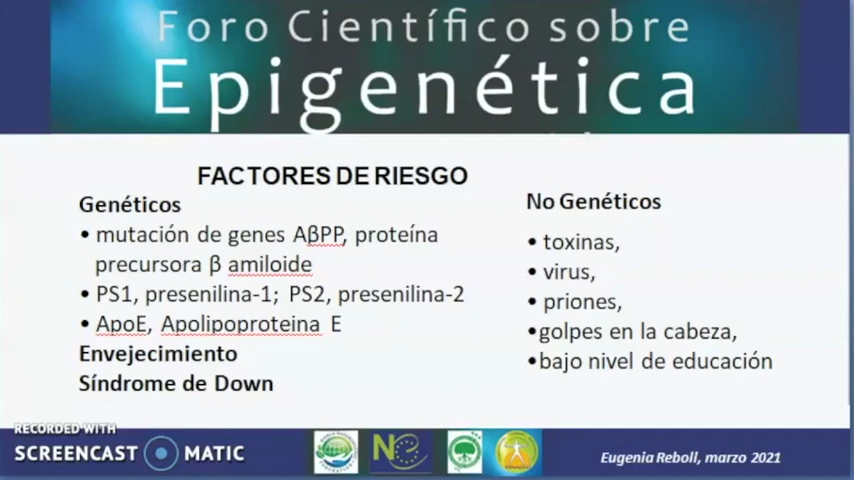 Foro Científico sobre
Epigenética
FACTORES DE RIESGO
Genéticos
• mutación de genes AβPP, proteína
precursora β amiloide
• PS1, presenilina-1; PS2, presenilina-2
• ApoE, Apolipoproteina E
Envejecimiento
Síndrome de Down
No Genéticos
• toxinas,
• virus,
• priones,
•golpes en la cabeza,
•bajo nivel de educación
RECORDED WITH
SCREENCAST MATIC
Ne
Eugenia Reboll, marzo 2021